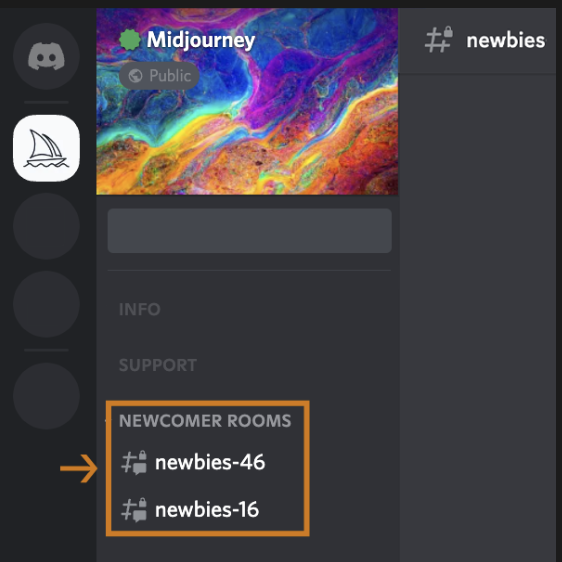 Midjourney
Public
newbies
INFO
SUPPORT
NEWCOMER ROOMS
newbies-46
newbies-16